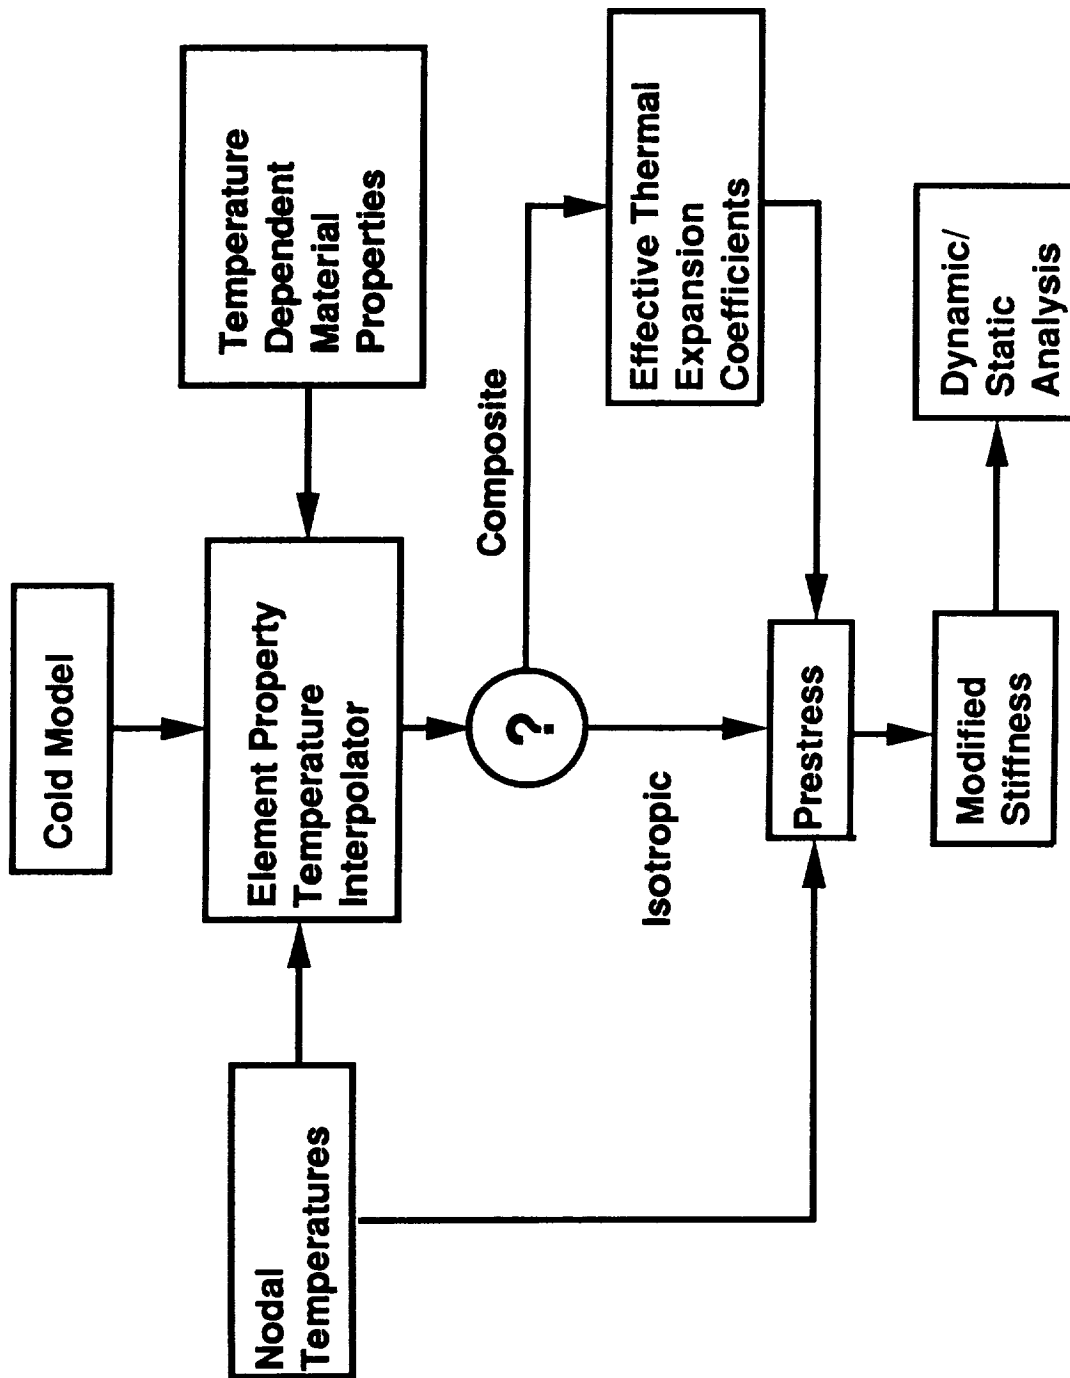 Cold Model
Nodal
Temperatures
Element Property
Temperature
Interpolator
Temperature
Dependent
Material
Properties
?
Composite
Isotropic
Effective Thermal
Expansion
Coefficients
Prestress
Modified
Stiffness
Dynamic/
Static
Analysis